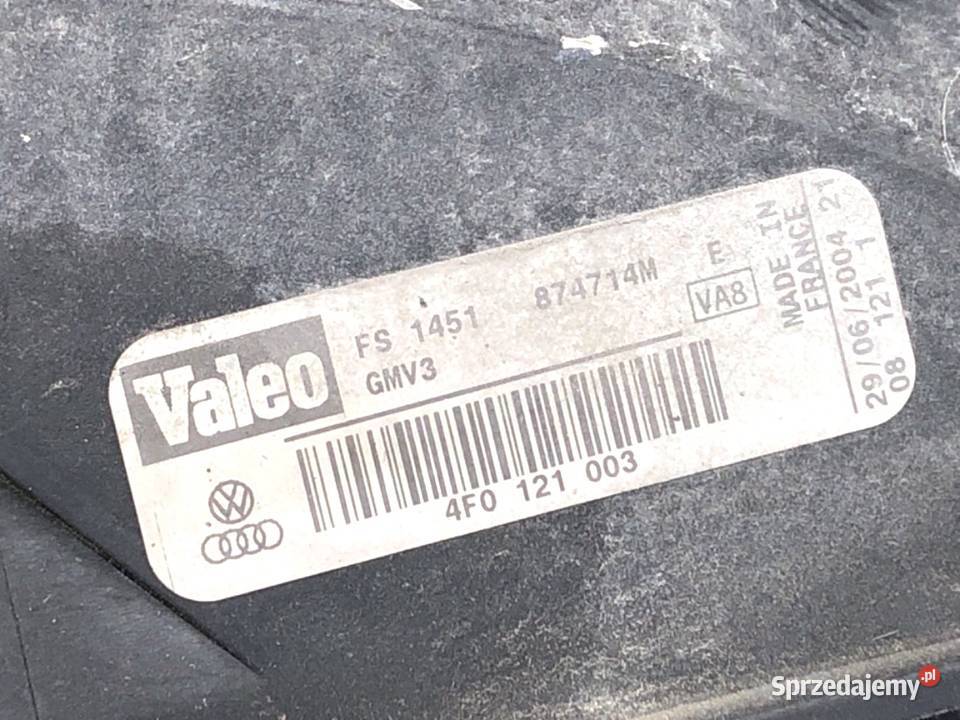 Valeo
FS 1451 874714M E
GMV3 VA8
4F0 121 003
MADE IN
FRANCE
29/06/2004 21
08 121 1
Sprzedajemy.pl